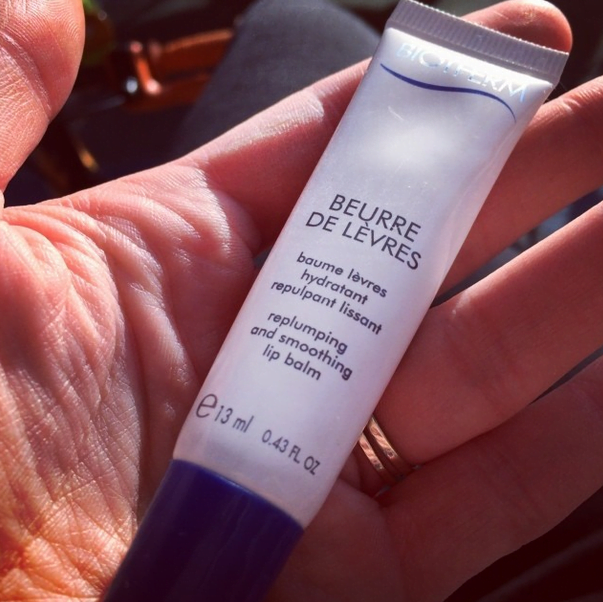 BIOTHERM
BEURRE
DE LÈVRES
baume lèvres
hydratant
repulpant lissant
replumping
and smoothing
lip balm
e 13 ml 0.43 FL OZ